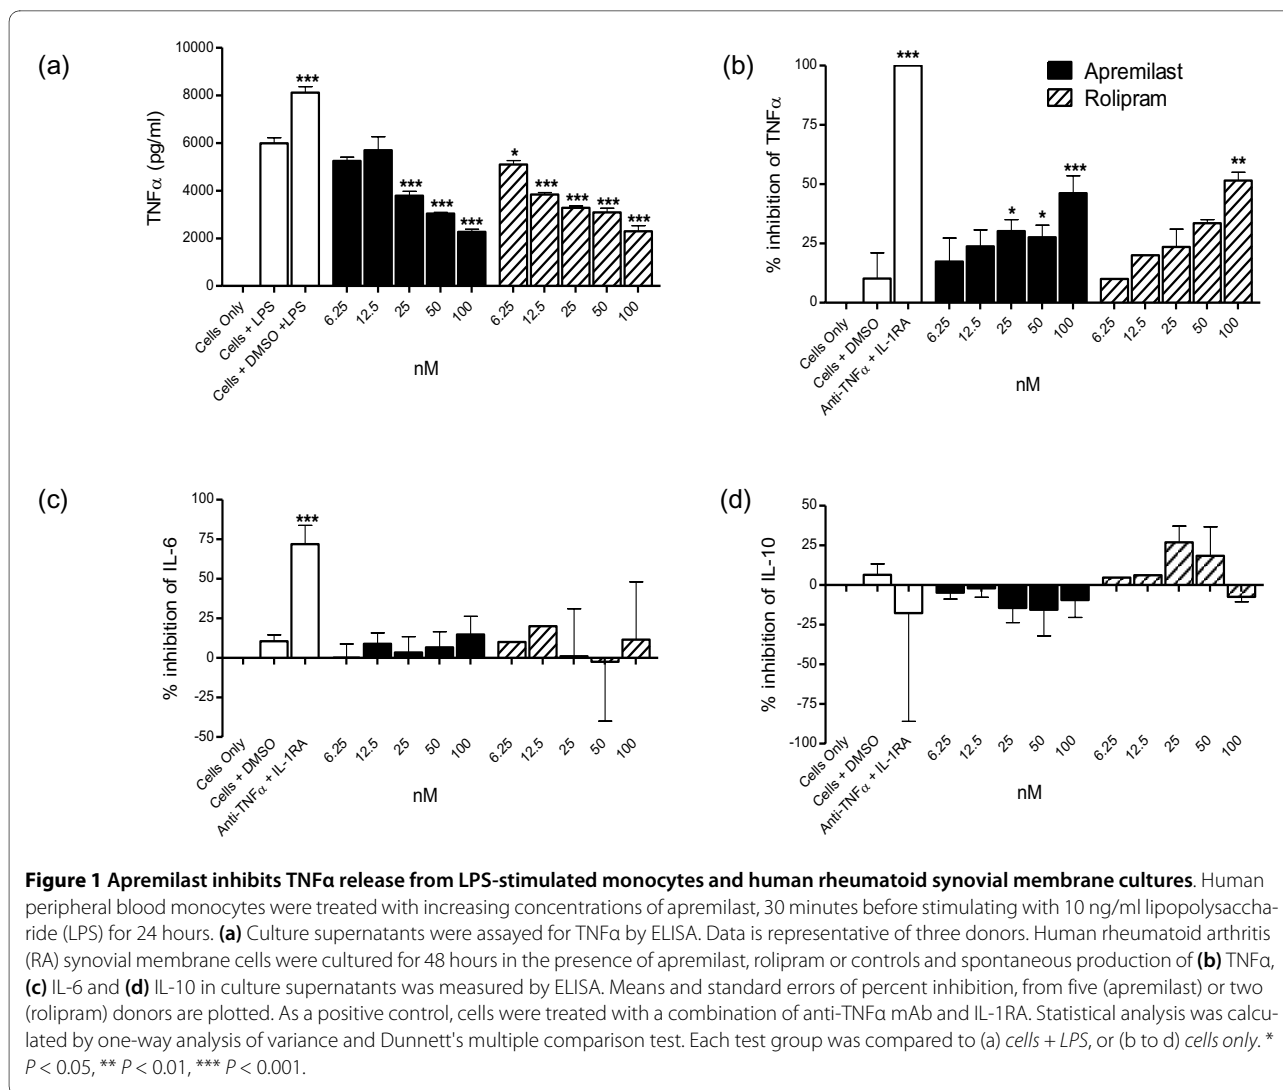 (a)
TNFα (pg/ml)
10000
8000
6000
4000
2000
0
***
***
***
***
*
***
***
***
***
Cells Only
Cells + LPS
Cells + DMSO +LPS
6.25
12.5
25
50
100
6.25
12.5
25
50
100
nM
(b)
% inhibition of TNFα
100
75
50
25
0
***
*
*
***
**
Apremilast
Rolipram
Cells Only
Cells + DMSO
Anti-TNFα + IL-1RA
6.25
12.5
25
50
100
6.25
12.5
25
50
100
nM
(c)
% inhibition of IL-6
100
75
50
25
0
-25
-50
***
Cells Only
Cells + DMSO
Anti-TNFα + IL-1RA
6.25
12.5
25
50
100
6.25
12.5
25
50
100
nM
(d)
% inhibition of IL-10
50
25
0
-25
-50
-75
-100
Cells Only
Cells + DMSO
Anti-TNFα + IL-1RA
6.25
12.5
25
50
100
6.25
12.5
25
50
100
nM
Figure 1 Apremilast inhibits TNFα release from LPS-stimulated monocytes and human rheumatoid synovial membrane cultures. Human
peripheral blood monocytes were treated with increasing concentrations of apremilast, 30 minutes before stimulating with 10 ng/ml lipopolysaccha-
ride (LPS) for 24 hours. (a) Culture supernatants were assayed for TNFα by ELISA. Data is representative of three donors. Human rheumatoid arthritis
(RA) synovial membrane cells were cultured for 48 hours in the presence of apremilast, rolipram or controls and spontaneous production of (b) TNFα,
(c) IL-6 and (d) IL-10 in culture supernatants was measured by ELISA. Means and standard errors of percent inhibition, from five (apremilast) or two
(rolipram) donors are plotted. As a positive control, cells were treated with a combination of anti-TNFα mAb and IL-1RA. Statistical analysis was calcu-
lated by one-way analysis of variance and Dunnett's multiple comparison test. Each test group was compared to (a) cells + LPS, or (b to d) cells only. *
P < 0.05, ** P < 0.01, *** P < 0.001.